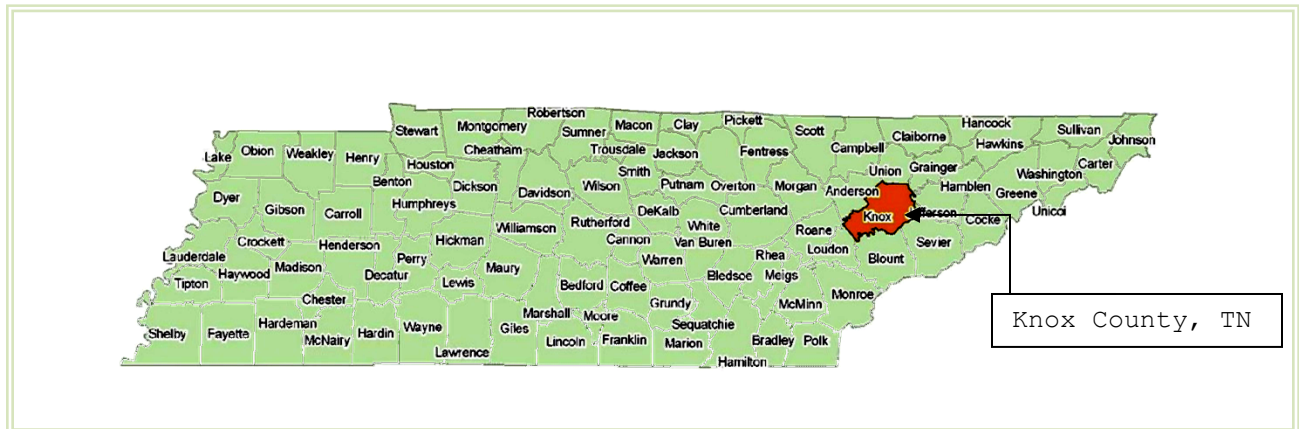 Robertson
Stewart Montgomery Sumner Macon Clay Pickett Scott Hancock Sullivan
Cheatham Trousdale Jackson Fentress Campbell Claiborne Hawkins Johnson
Lake Obion Weakley Henry Houston Smith Union Grainger Carter
Benton Dickson Davidson Wilson Putnam Overton Morgan Anderson Hamblen Greene Washington
Dyer Gibson Carroll Humphreys DeKalb Cumberland Knox Cocke Unicoi
Williamson Rutherford White Roane
Crockett Henderson Hickman Cannon Van Buren Loudon Sevier
Lauderdale Perry Warren Rhea Blount
Tipton Haywood Madison Decatur Lewis Maury Bedford Coffee Bledsoe Meigs
Chester Grundy McMinn Monroe
Shelby Fayette Hardeman McNairy Hardin Wayne Giles Marshall Moore Sequatchie
Lawrence Lincoln Franklin Marion Bradley Polk
Hamilton
Knox County, TN